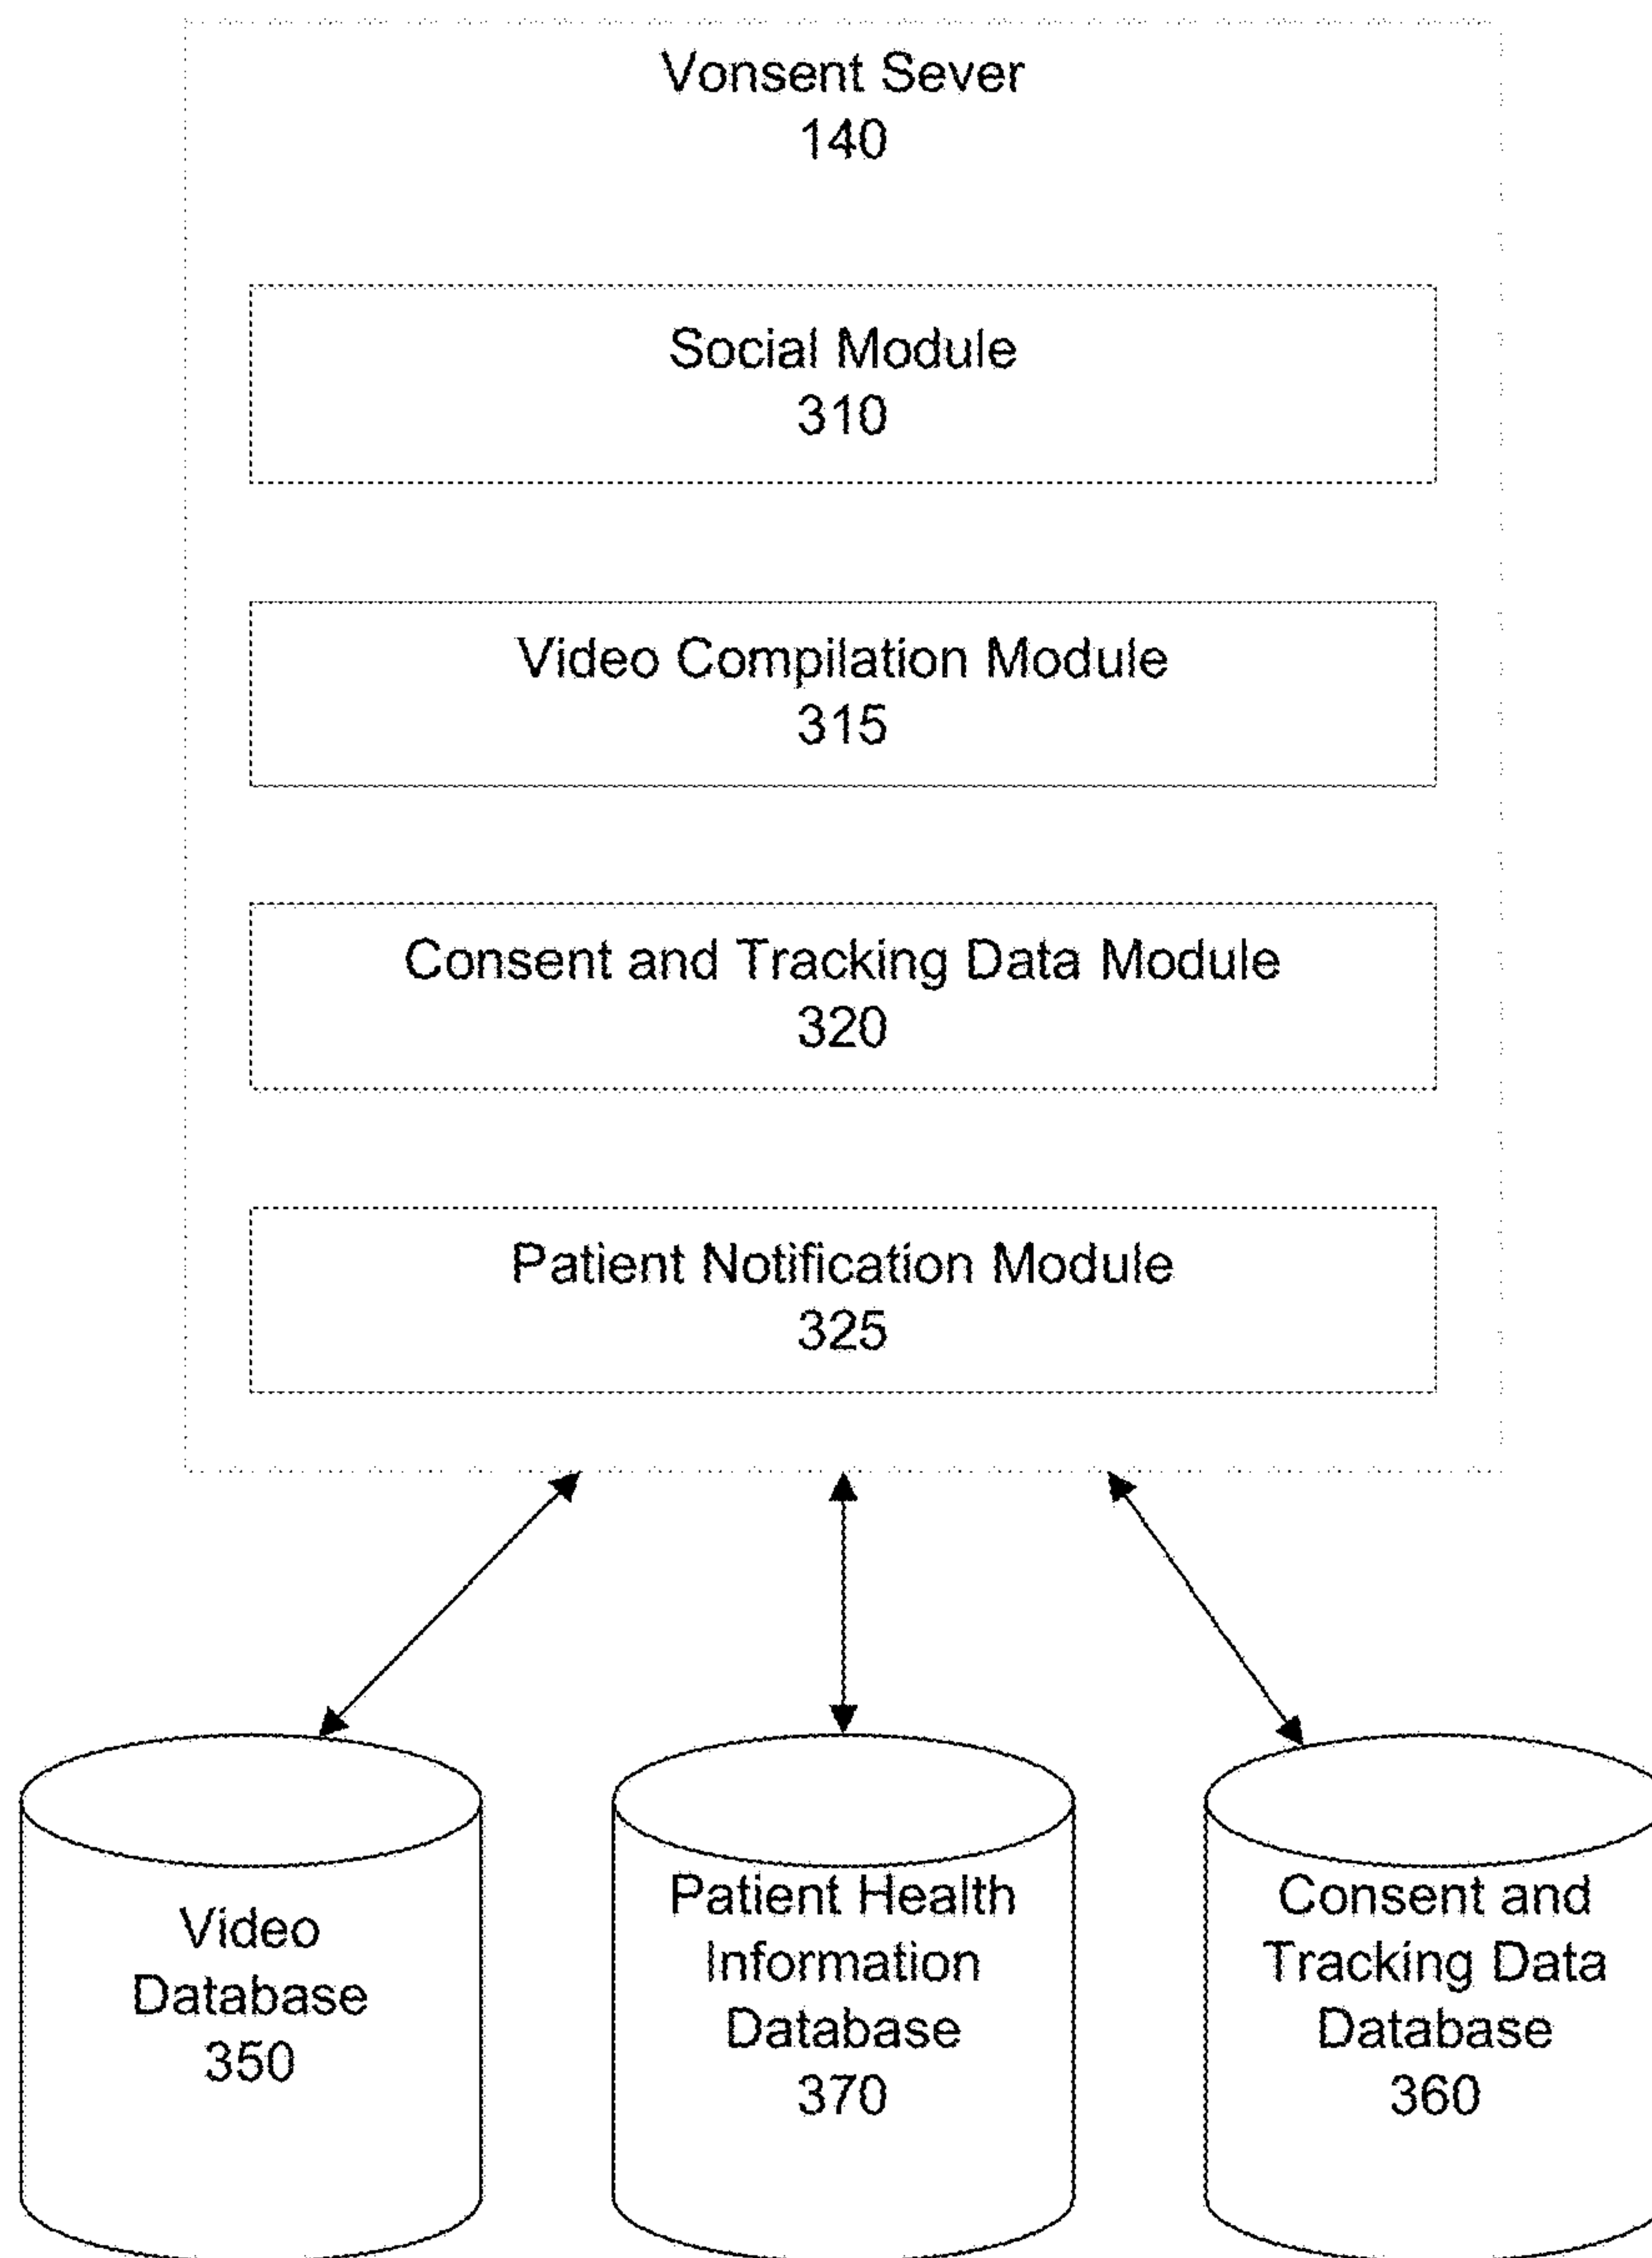 Vonsent Sever
140
Social Module
310
Video Compilation Module
315
Consent and Tracking Data Module
320
Patient Notification Module
325
Video
Database
350
Patient Health
Information
Database
370
Consent and
Tracking Data
Database
360